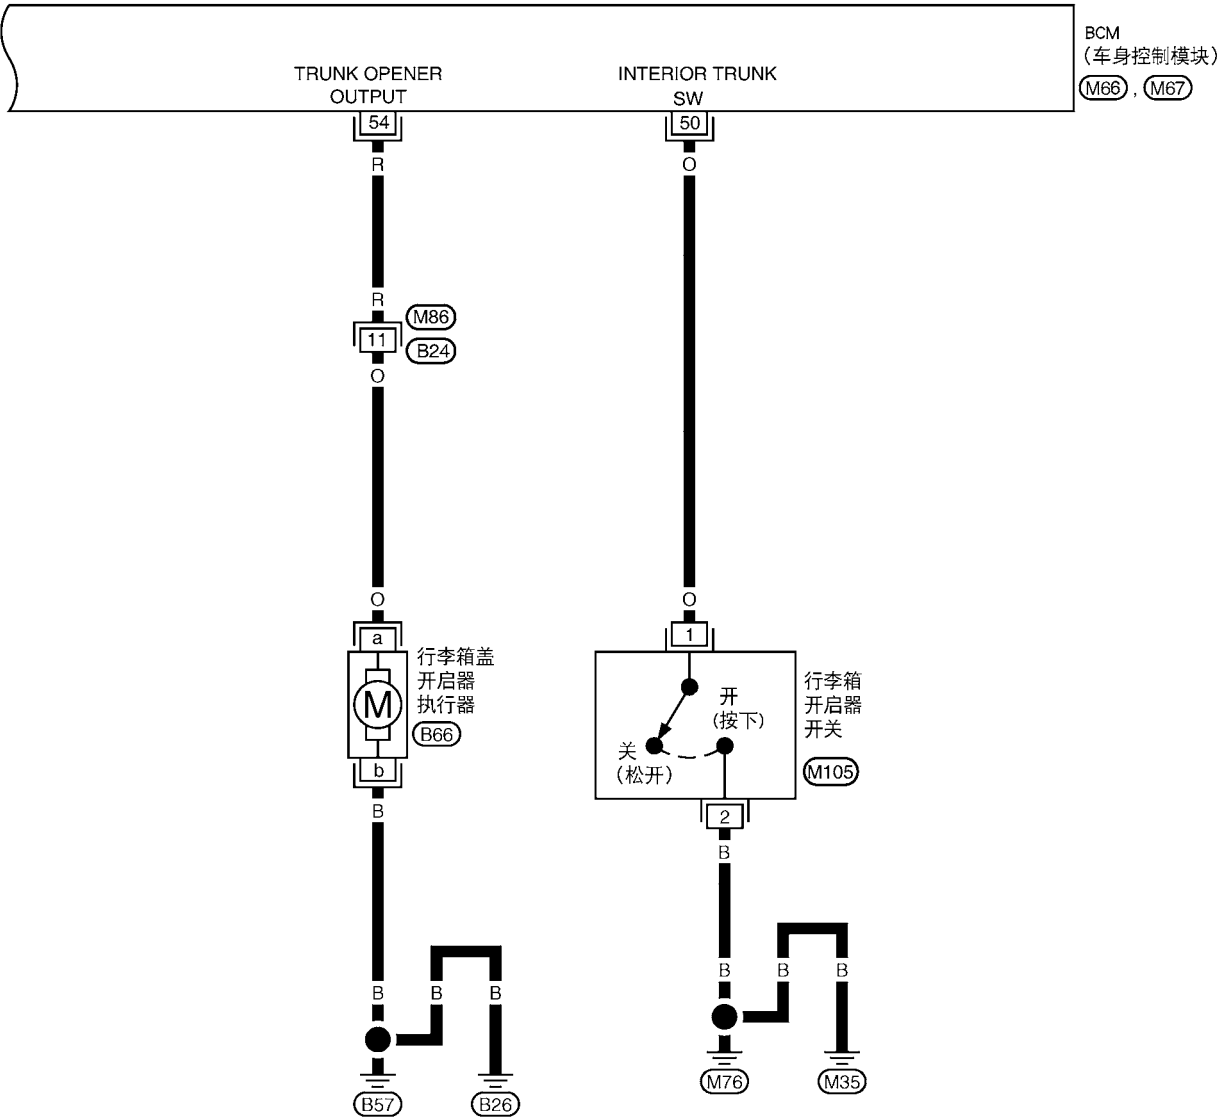 BCM
（车身控制模块）
M66 , M67
TRUNK OPENER
OUTPUT
INTERIOR TRUNK
SW
54
50
R
O
R
M86
11
B24
O
O
O
a
1
行李箱盖
开启器
执行器
B66
M
b
行李箱
开启器
开关
M105
开
（按下）
关
（松开）
2
B
B
B
B
B
B
B
B
M76
M35
B57
B26